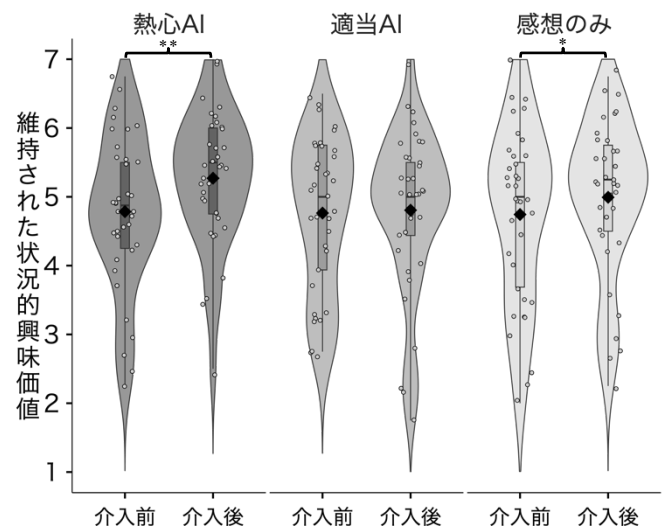 熱心AI
適当AI
感想のみ
**
*
維持された状況的興味価値
7
6
5
4
3
2
1
介入前
介入後
介入前
介入後
介入前
介入後